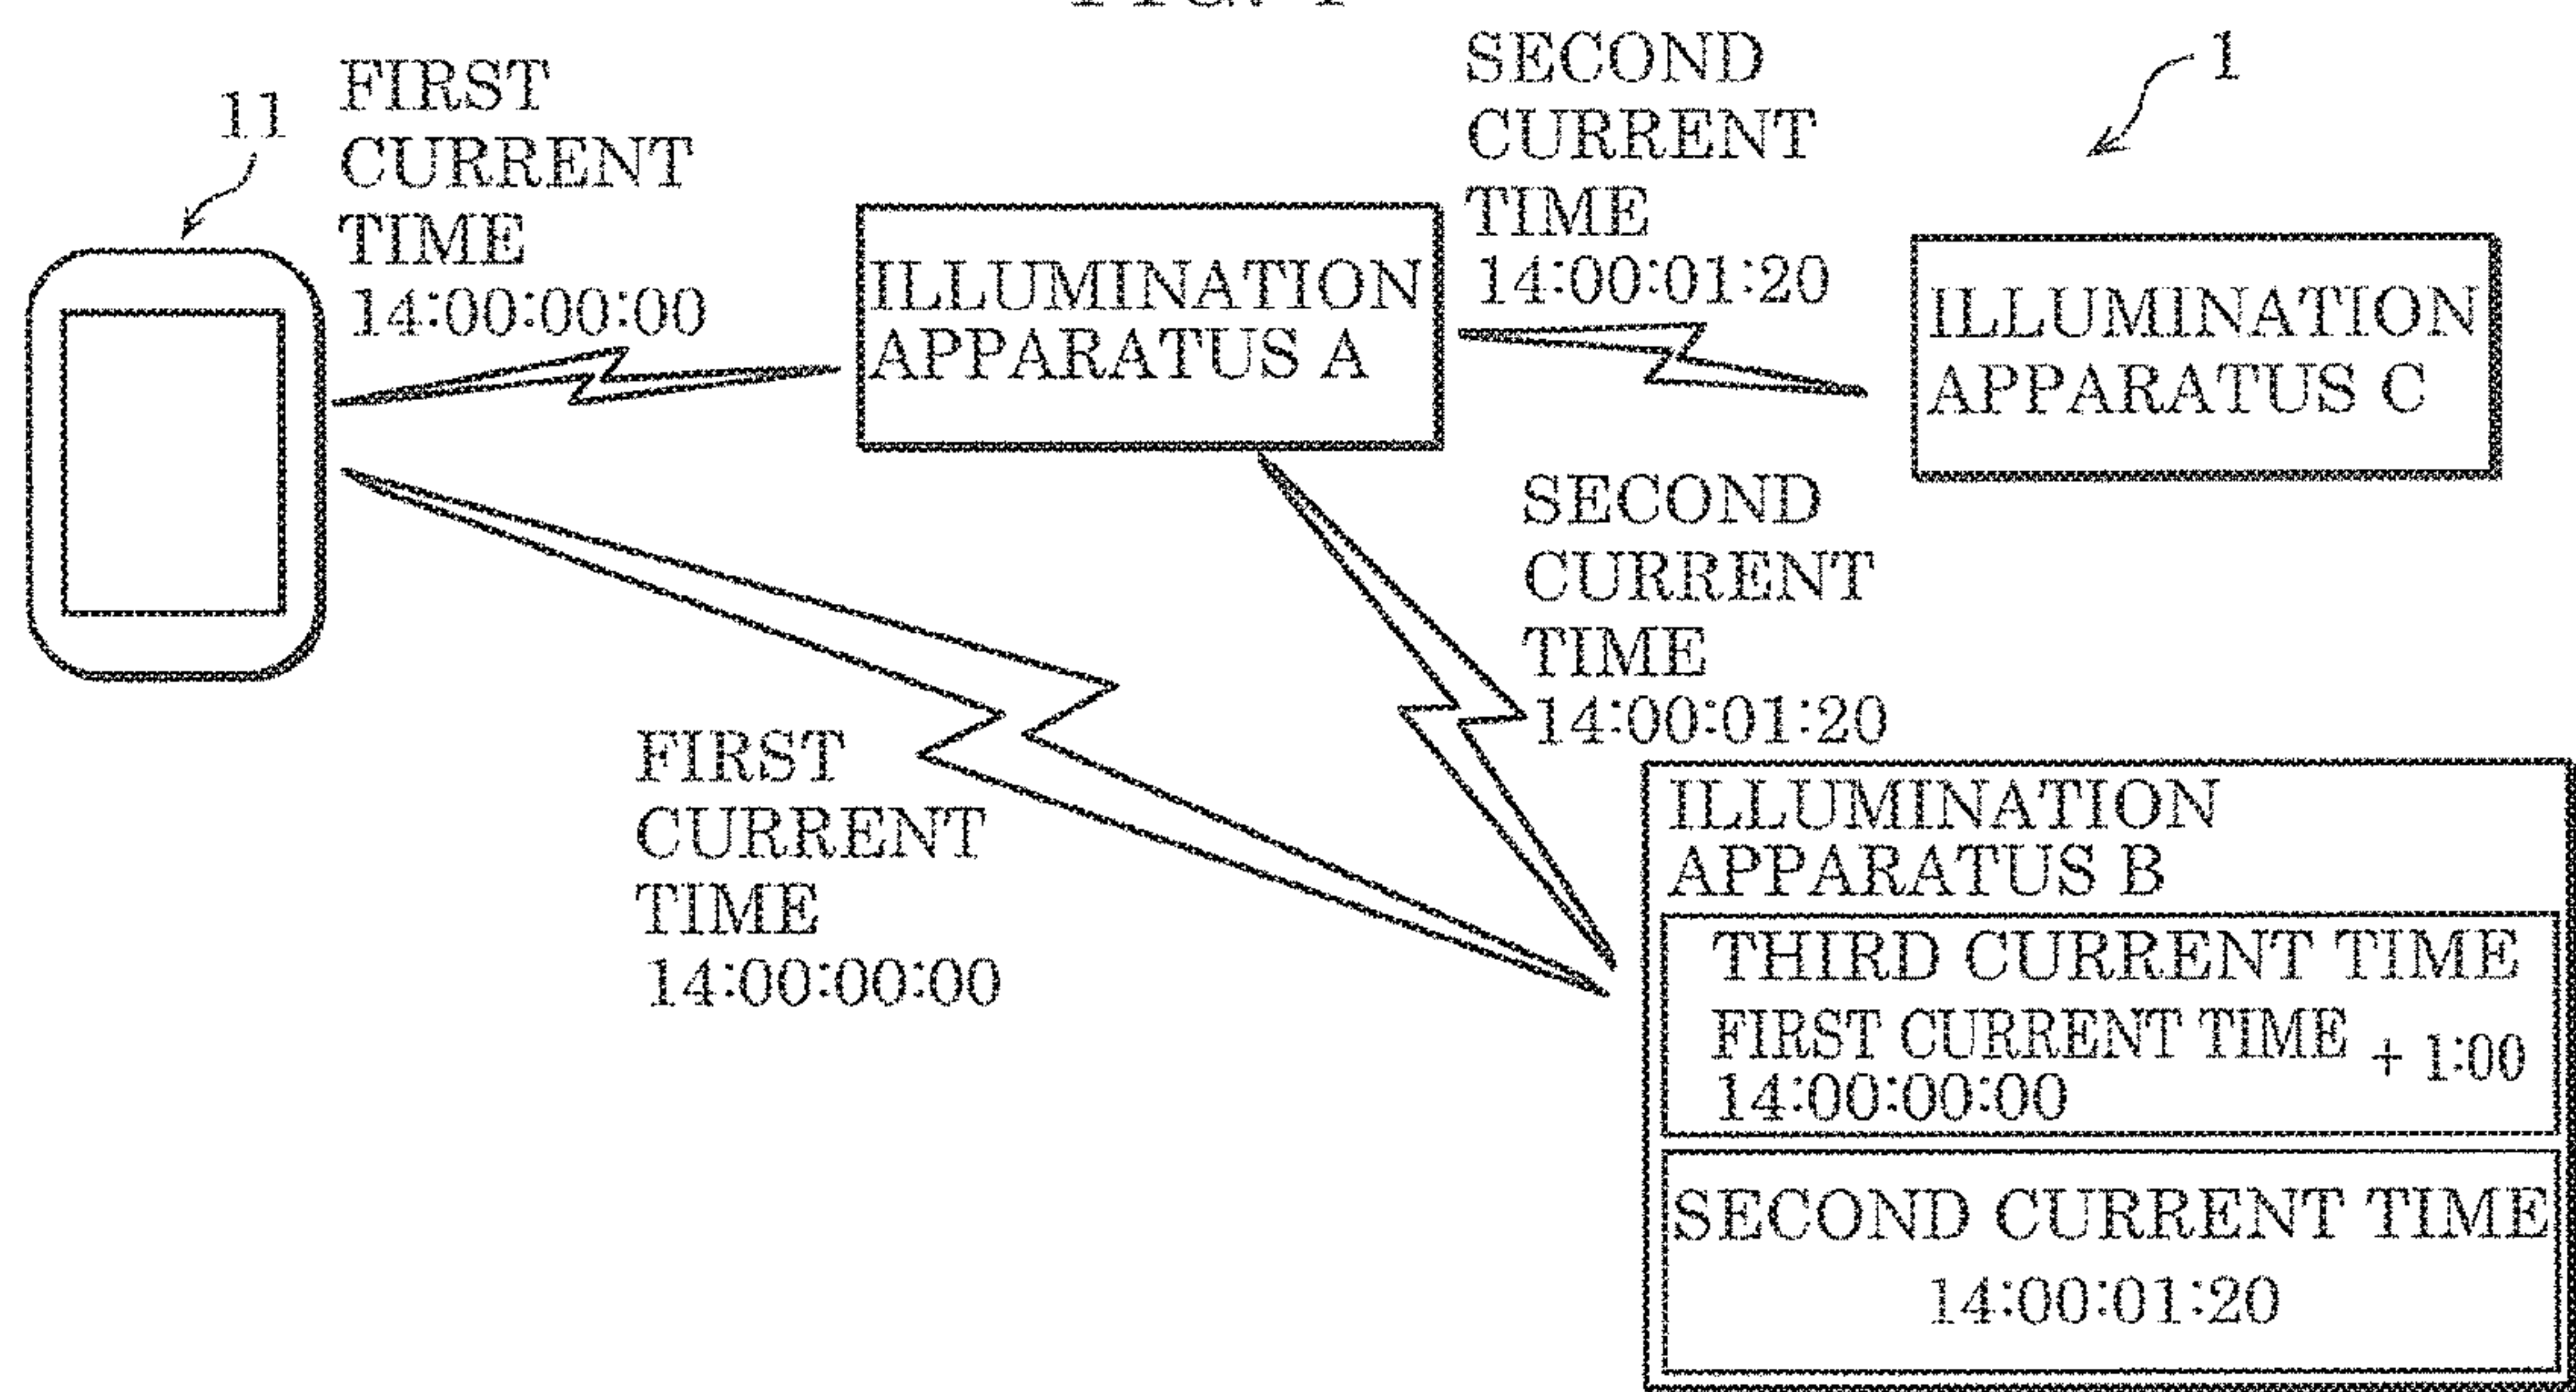 11
FIRST
CURRENT
TIME
14:00:00:00
ILLUMINATION
APPARATUS A
SECOND
CURRENT
TIME
14:00:01:20
1
ILLUMINATION
APPARATUS C
SECOND
CURRENT
TIME
14:00:01:20
FIRST
CURRENT
TIME
14:00:00:00
ILLUMINATION
APPARATUS B
THIRD CURRENT TIME
FIRST CURRENT TIME + 1:00
14:00:00:00
SECOND CURRENT TIME
14:00:01:20